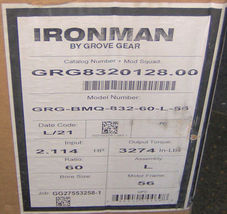 IRONMAN
BY GROVE GEAR
Catalog Number - Mod Squad:
GRG8320128.00
Model Number:
GRG-BMQ-832-60-L-56
Date Code:
L/21
Input: Output Torque:
2.114 HP 3274 In-Lbs
Ratio: Assembly:
60 L
Motor Frame:
56
Job: GG27553258-1